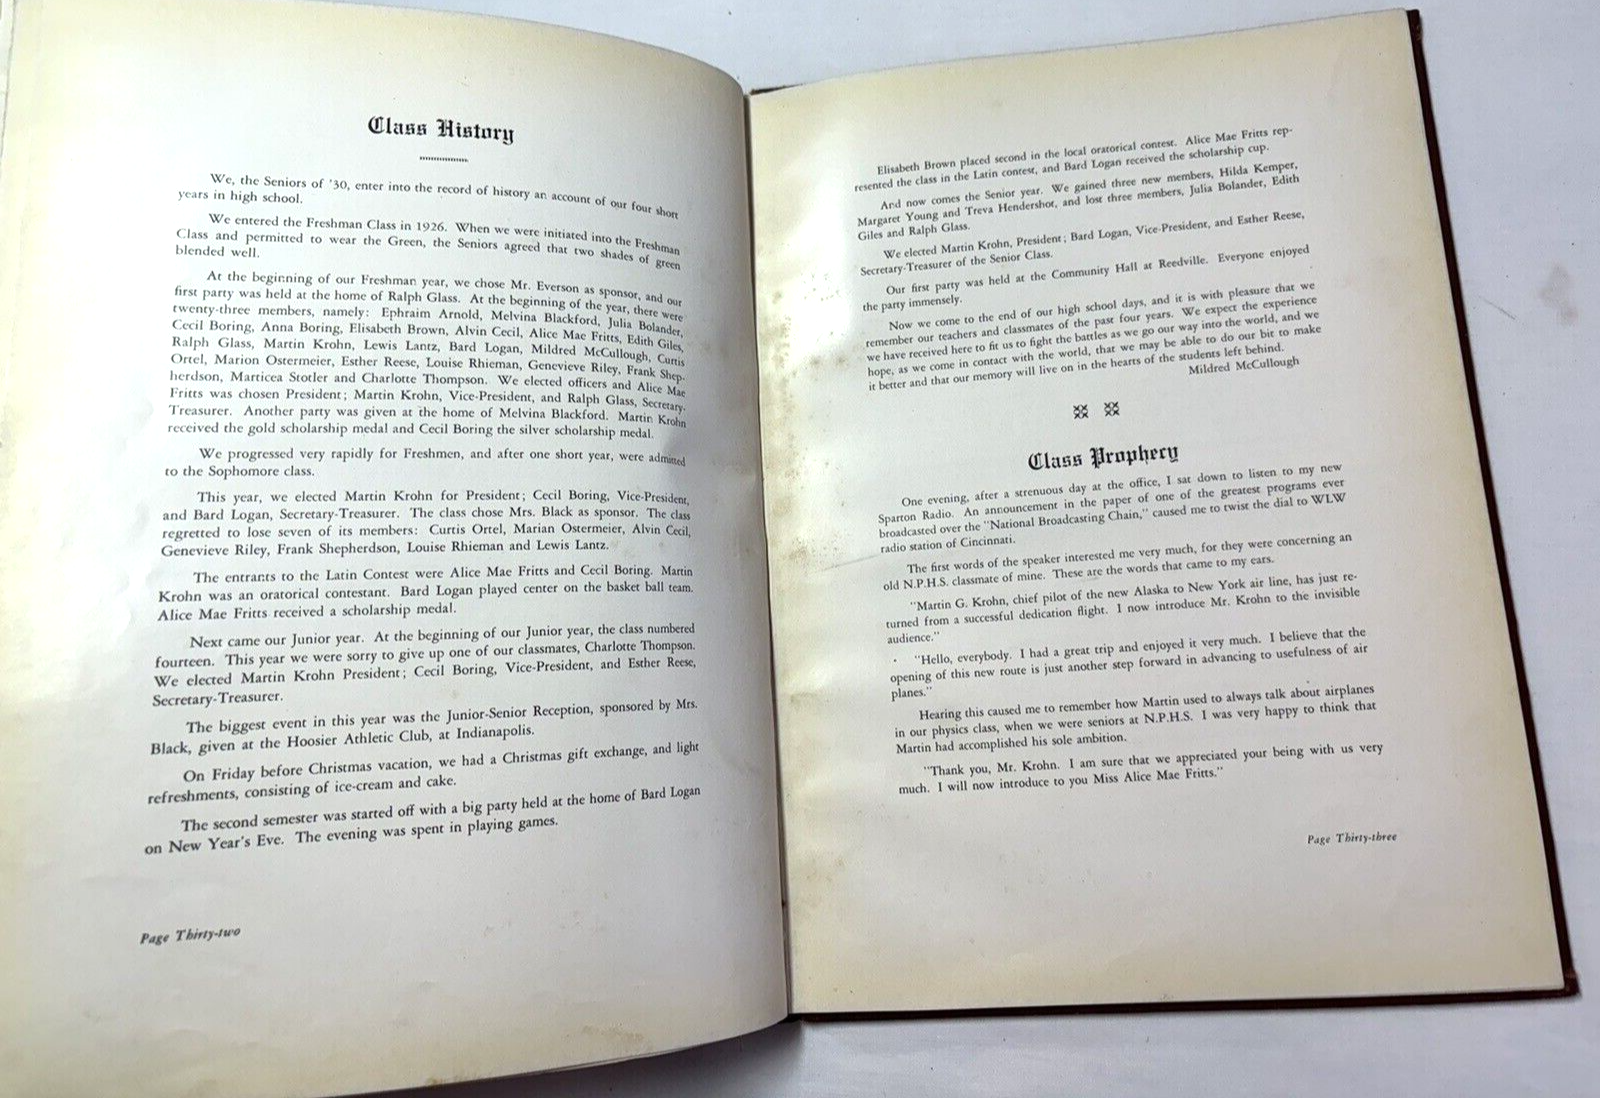 Class History
We, the Seniors of '30, enter into the record of history an account of our four short
years in high school.
We entered the Freshman Class in 1926. When we were initiated into the Freshman
Class and permitted to wear the Green, the Seniors agreed that two shades of green
blended well.
At the beginning of our Freshman year, we chose Mr. Everson as sponsor, and our
first party was held at the home of Ralph Glass. At the beginning of the year, there were
twenty-three members, namely: Ephraim Arnold, Melvina Blackford, Julia Bolander,
Cecil Boring, Anna Boring, Elisabeth Brown, Alvin Cecil, Alice Mae Fritts, Edith Giles,
Ralph Glass, Martin Krohn, Lewis Lantz, Bard Logan, Mildred McCullough, Curtis
Ortel, Marion Ostermeier, Esther Reese, Louise Rhieman, Genevieve Riley, Frank Shep-
herdson, Marticea Stotler and Charlotte Thompson. We elected officers and Alice Mae
Fritts was chosen President; Martin Krohn, Vice-President, and Ralph Glass, Secretary-
Treasurer. Another party was given at the home of Melvina Blackford. Martin Krohn
received the gold scholarship medal and Cecil Boring the silver scholarship medal.
We progressed very rapidly for Freshmen, and after one short year, were admitted
to the Sophomore class.
This year, we elected Martin Krohn for President; Cecil Boring, Vice-President,
and Bard Logan, Secretary-Treasurer. The class chose Mrs. Black as sponsor. The class
regretted to lose seven of its members: Curtis Ortel, Marian Ostermeier, Alvin Cecil,
Genevieve Riley, Frank Shepherdson, Louise Rhieman and Lewis Lantz.
The entrants to the Latin Contest were Alice Mae Fritts and Cecil Boring. Martin
Krohn was an oratorical contestant. Bard Logan played center on the basket ball team.
Alice Mae Fritts received a scholarship medal.
Next came our Junior year. At the beginning of our Junior year, the class numbered
fourteen. This year we were sorry to give up one of our classmates, Charlotte Thompson.
We elected Martin Krohn President; Cecil Boring, Vice-President, and Esther Reese,
Secretary-Treasurer.
The biggest event in this year was the Junior-Senior Reception, sponsored by Mrs.
Black, given at the Hoosier Athletic Club, at Indianapolis.
On Friday before Christmas vacation, we had a Christmas gift exchange, and light
refreshments, consisting of ice-cream and cake.
The second semester was started off with a big party held at the home of Bard Logan
on New Year's Eve. The evening was spent in playing games.
Page Thirty-two
Elisabeth Brown placed second in the local oratorical contest. Alice Mae Fritts rep-
resented the class in the Latin contest, and Bard Logan received the scholarship cup.
And now comes the Senior year. We gained three new members, Hilda Kemper,
Margaret Young and Treva Hendershot, and lost three members, Julia Bolander, Edith
Giles and Ralph Glass.
We elected Martin Krohn, President; Bard Logan, Vice-President, and Esther Reese,
Secretary-Treasurer of the Senior Class.
Our first party was held at the Community Hall at Reedville. Everyone enjoyed
the party immensely.
Now we come to the end of our high school days, and it is with pleasure that we
remember our teachers and classmates of the past four years. We expect the experience
we have received here to fit us to fight the battles as we go our way into the world, and we
hope, as we come in contact with the world, that we may be able to do our bit to make
it better and that our memory will live on in the hearts of the students left behind.
Mildred McCullough
Class Prophecy
One evening, after a strenuous day at the office, I sat down to listen to my new
Sparton Radio. An announcement in the paper of one of the greatest programs ever
broadcasted over the "National Broadcasting Chain," caused me to twist the dial to WLW
radio station of Cincinnati.
The first words of the speaker interested me very much, for they were concerning an
old N.P.H.S. classmate of mine. These are the words that came to my ears.
"Martin G. Krohn, chief pilot of the new Alaska to New York air line, has just re-
turned from a successful dedication flight. I now introduce Mr. Krohn to the invisible
audience."
"Hello, everybody. I had a great trip and enjoyed it very much. I believe that the
opening of this new route is just another step forward in advancing to usefulness of air
planes."
Hearing this caused me to remember how Martin used to always talk about airplanes
in our physics class, when we were seniors at N.P.H.S. I was very happy to think that
Martin had accomplished his sole ambition.
"Thank you, Mr. Krohn. I am sure that we appreciated your being with us very
much. I will now introduce to you Miss Alice Mae Fritts."
Page Thirty-three